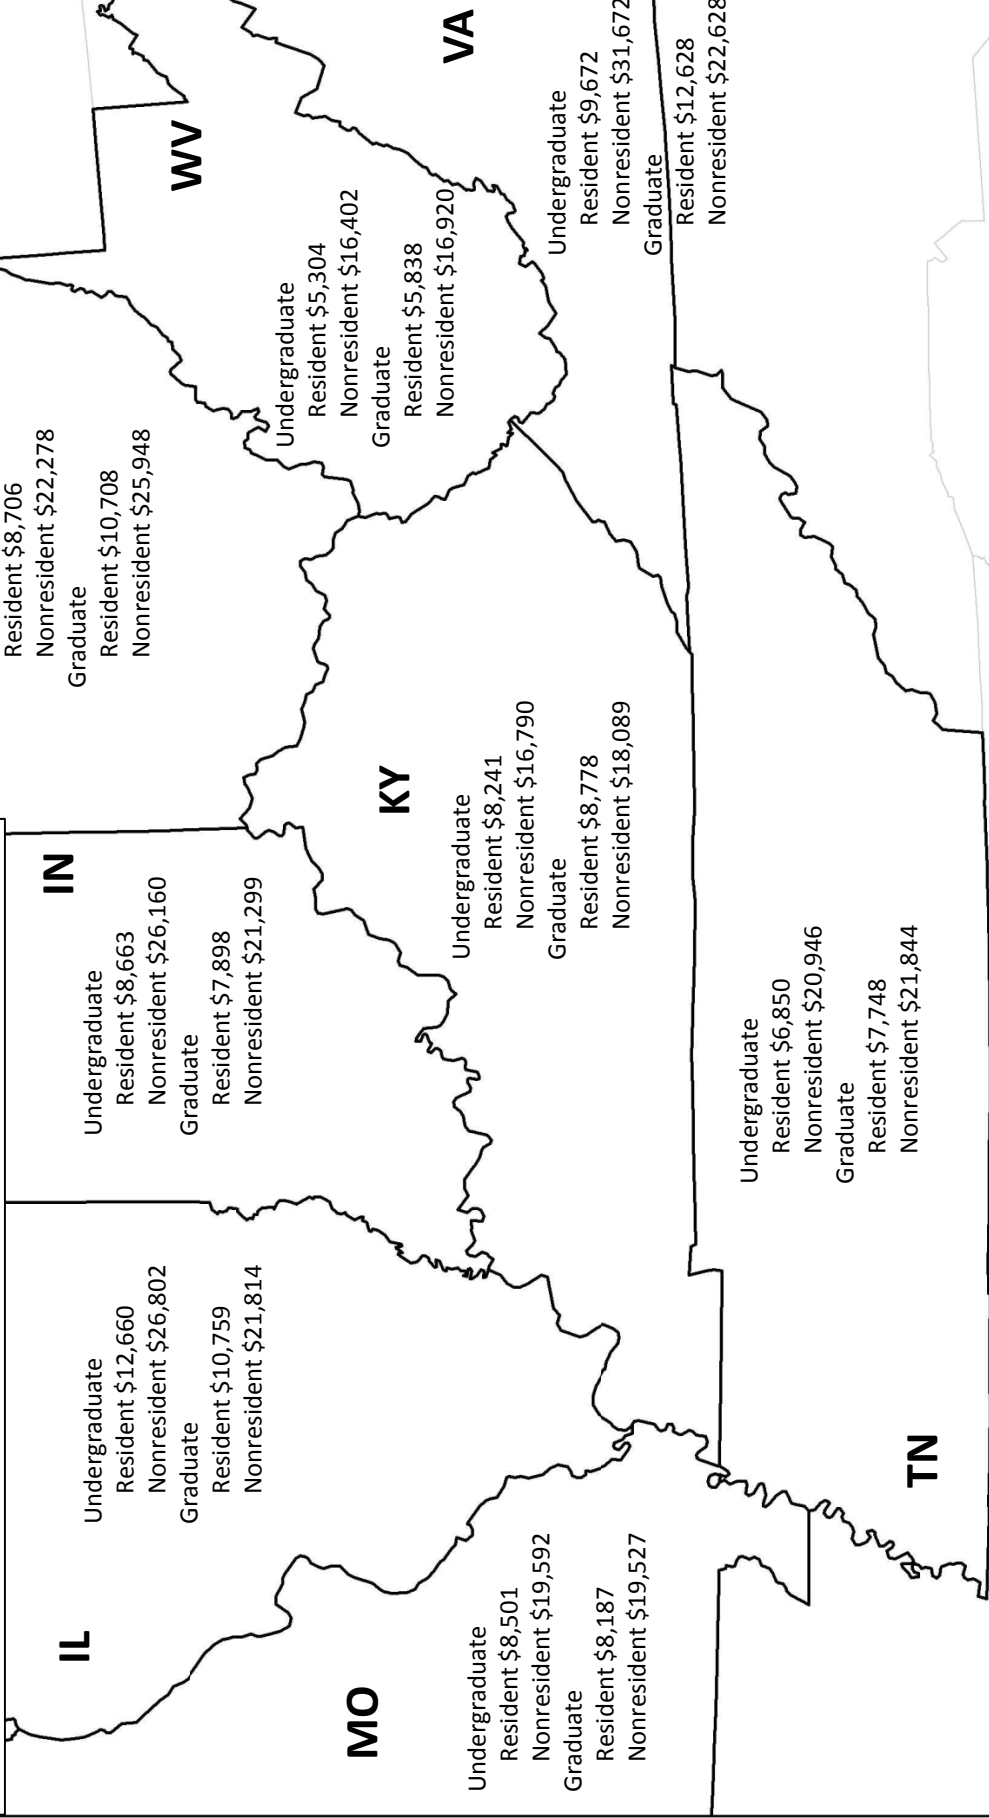 IL
Undergraduate
Resident $12,660
Nonresident $26,802
Graduate
Resident $10,759
Nonresident $21,814
IN
Undergraduate
Resident $8,663
Nonresident $26,160
Graduate
Resident $7,898
Nonresident $21,299
Resident $8,706
Nonresident $22,278
Graduate
Resident $10,708
Nonresident $25,948
WV
Undergraduate
Resident $5,304
Nonresident $16,402
Graduate
Resident $5,838
Nonresident $16,920
VA
Undergraduate
Resident $9,672
Nonresident $31,672
Graduate
Resident $12,628
Nonresident $22,628
KY
Undergraduate
Resident $8,241
Nonresident $16,790
Graduate
Resident $8,778
Nonresident $18,089
MO
Undergraduate
Resident $8,501
Nonresident $19,592
Graduate
Resident $8,187
Nonresident $19,527
TN
Undergraduate
Resident $6,850
Nonresident $20,946
Graduate
Resident $7,748
Nonresident $21,844